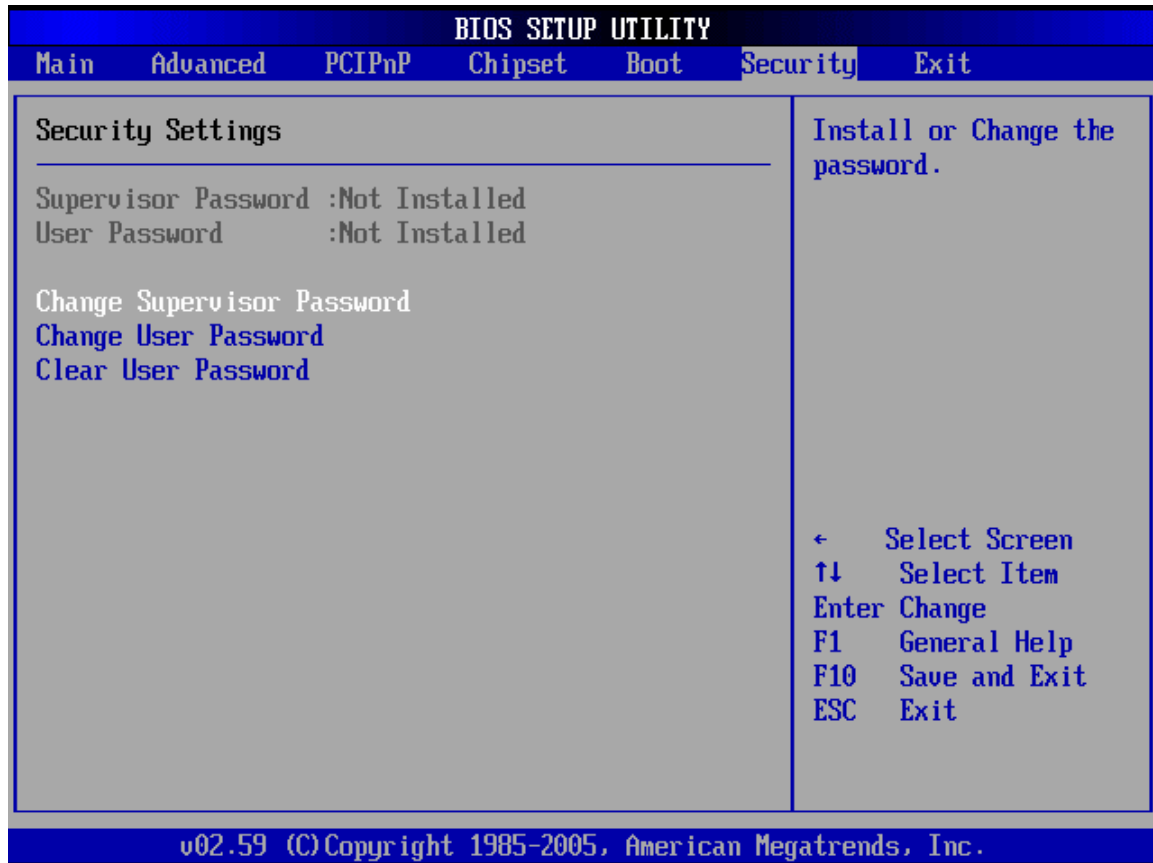 BIOS SETUP UTILITY
Main Advanced PCIPnP Chipset Boot Security Exit
Security Settings
Supervisor Password :Not Installed
User Password :Not Installed
Change Supervisor Password
Change User Password
Clear User Password
Install or Change the
password.
← Select Screen
↑↓ Select Item
Enter Change
F1 General Help
F10 Save and Exit
ESC Exit
v02.59 (C)Copyright 1985-2005, American Megatrends, Inc.